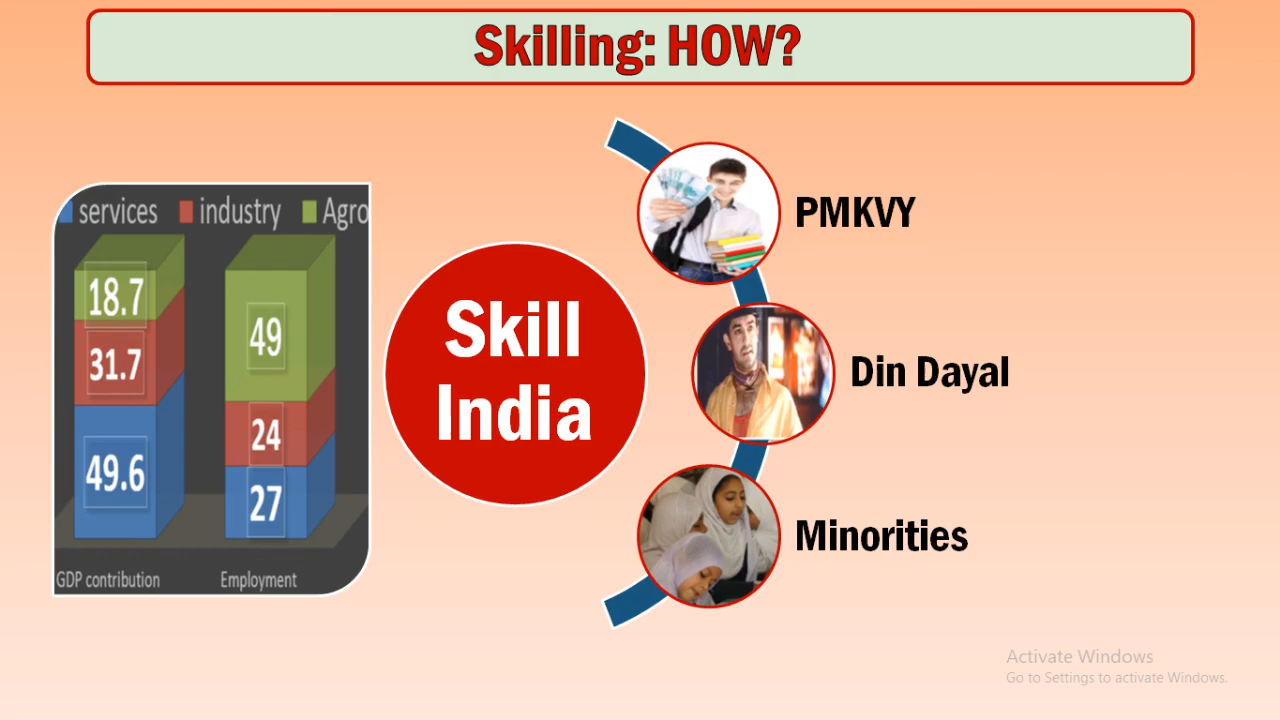 Skilling: HOW?
services industry Agro
18.7
31.7
49.6
49
24
27
GDP contribution
Employment
Skill
India
PMKVY
Din Dayal
Minorities
Activate Windows
Go to Settings to activate Windows.